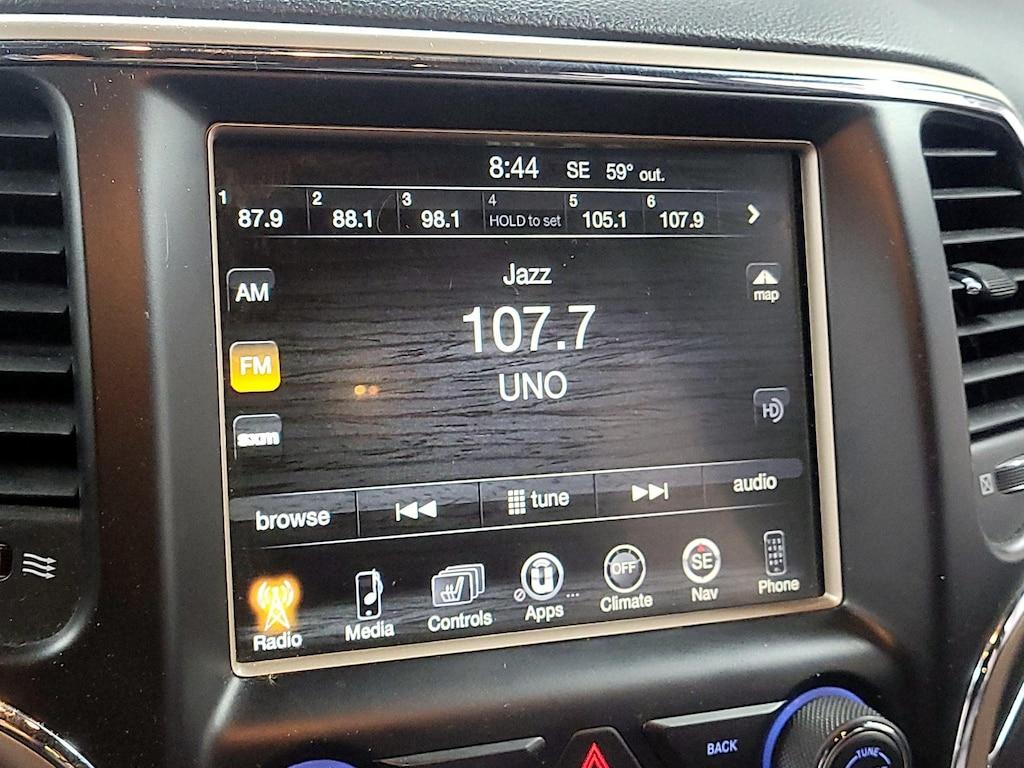 8:44 SE 59° out.
1 87.9 2 88.1 3 98.1 4 HOLD to set 5 105.1 6 107.9 >
Jazz
AM
map
107.7
FM
UNO
HD
sxm
browse tune audio
OFF SE
Radio Media Controls Apps ... Climate Nav Phone
BACK
TUNE